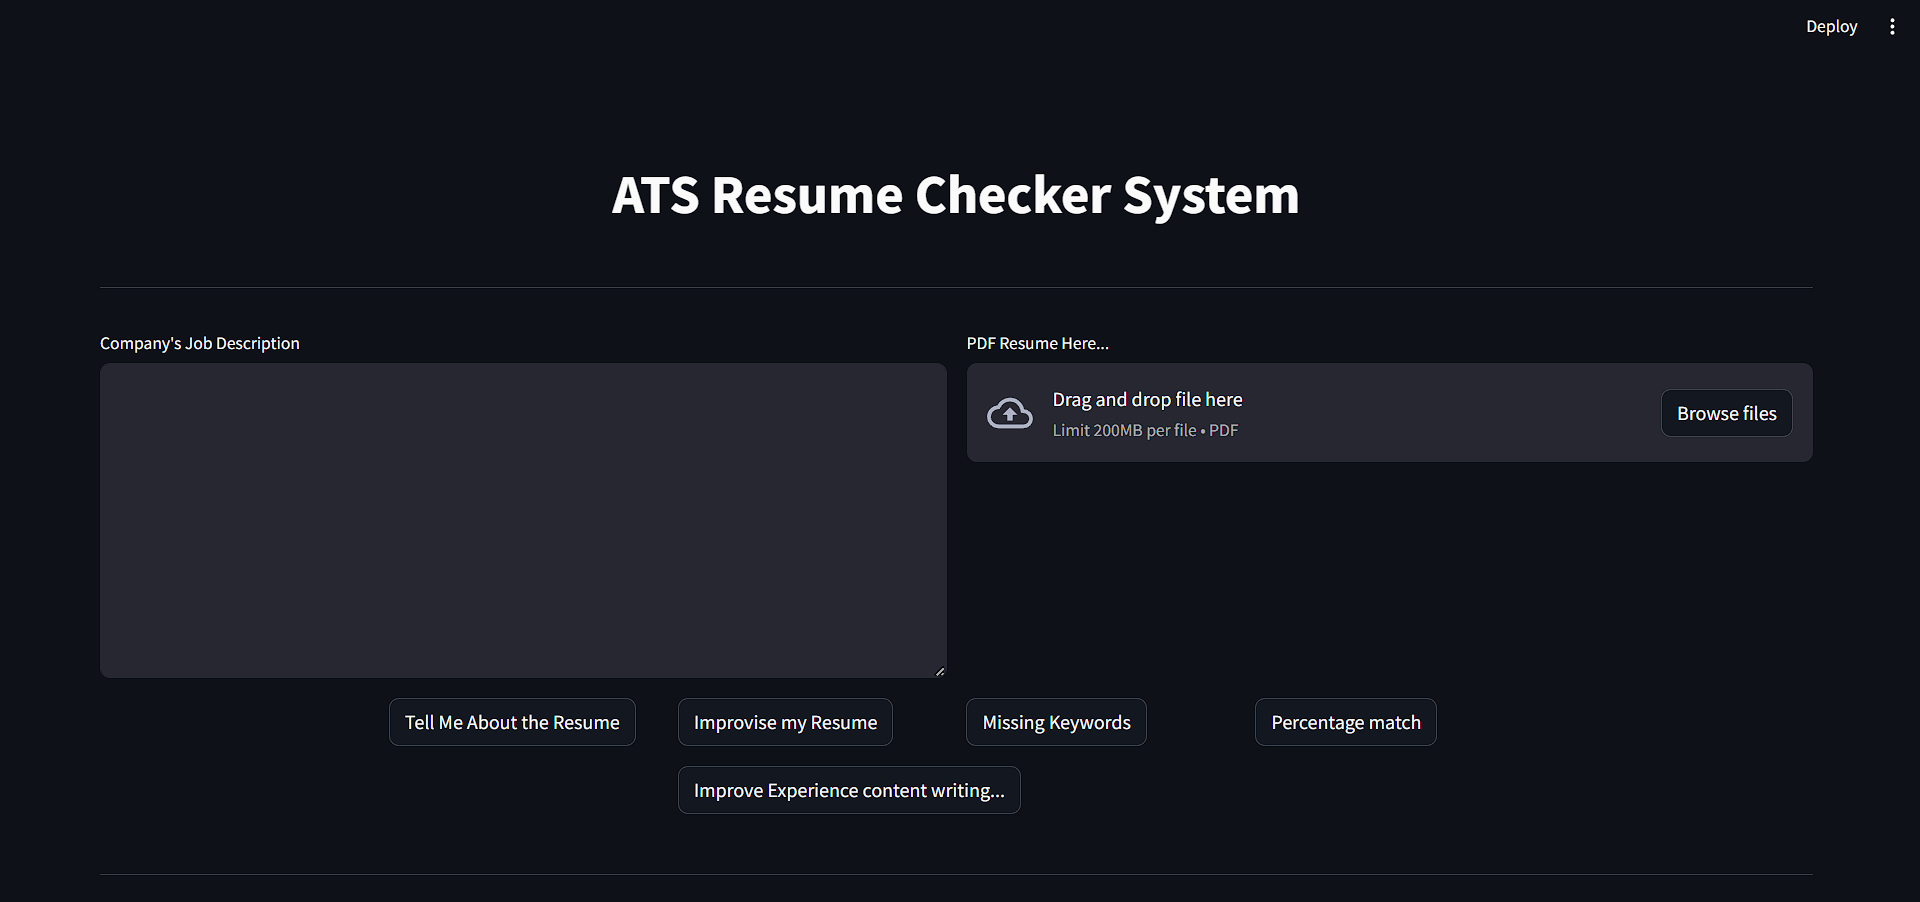 Deploy
ATS Resume Checker System
Company's Job Description
PDF Resume Here...
Drag and drop file here
Limit 200MB per file • PDF
Browse files
Tell Me About the Resume
Improvise my Resume
Missing Keywords
Percentage match
Improve Experience content writing...